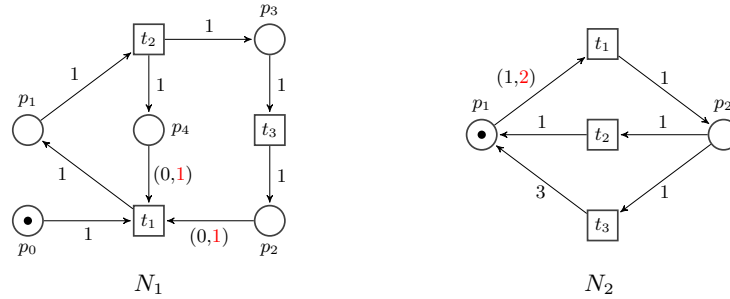 t₂ 1 p₃
1 1 1
p₁ p₄ t₃
1 (0,1) 1
p₀ 1 t₁ (0,1) p₂
N₁
t₁
(1,2) 1
p₁ 1 t₂ 1 p₂
3 1
t₃
N₂